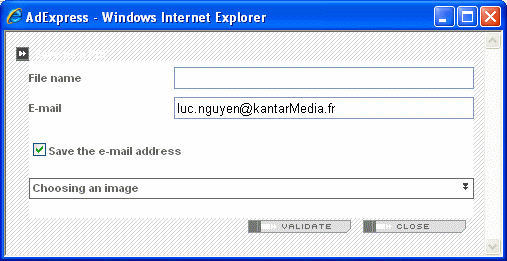 AdExpress - Windows Internet Explorer
File name
E-mail
luc.nguyen@kantarMedia.fr
Save the e-mail address
Choosing an image
VALIDATE
CLOSE